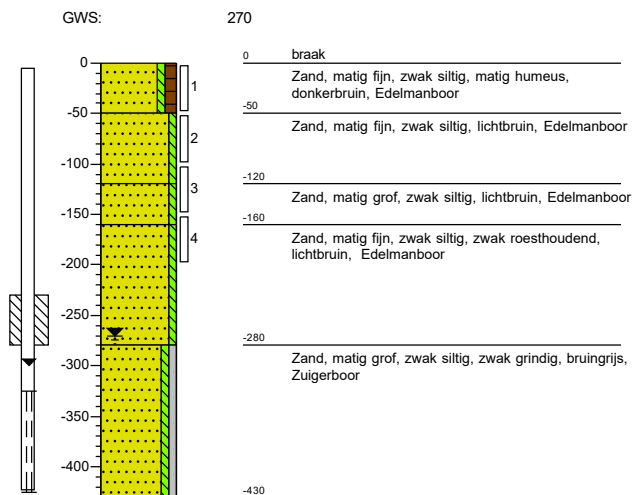 GWS: 270
0
-50
-100
-150
-200
-250
-300
-350
-400
1
2
3
4
0 braak
Zand, matig fijn, zwak siltig, matig humeus,
donkerbruin, Edelmanboor
-50
Zand, matig fijn, zwak siltig, lichtbruin, Edelmanboor
-120
Zand, matig grof, zwak siltig, lichtbruin, Edelmanboor
-160
Zand, matig fijn, zwak siltig, zwak roesthoudend,
lichtbruin, Edelmanboor
-280
Zand, matig grof, zwak siltig, zwak grindig, bruingrijs,
Zuigerboor
-430